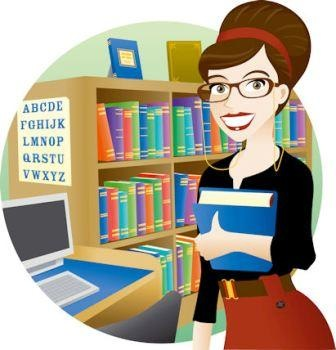 ABCDE
FGHIJK
LMNOP
QRSTU
VWXYZ